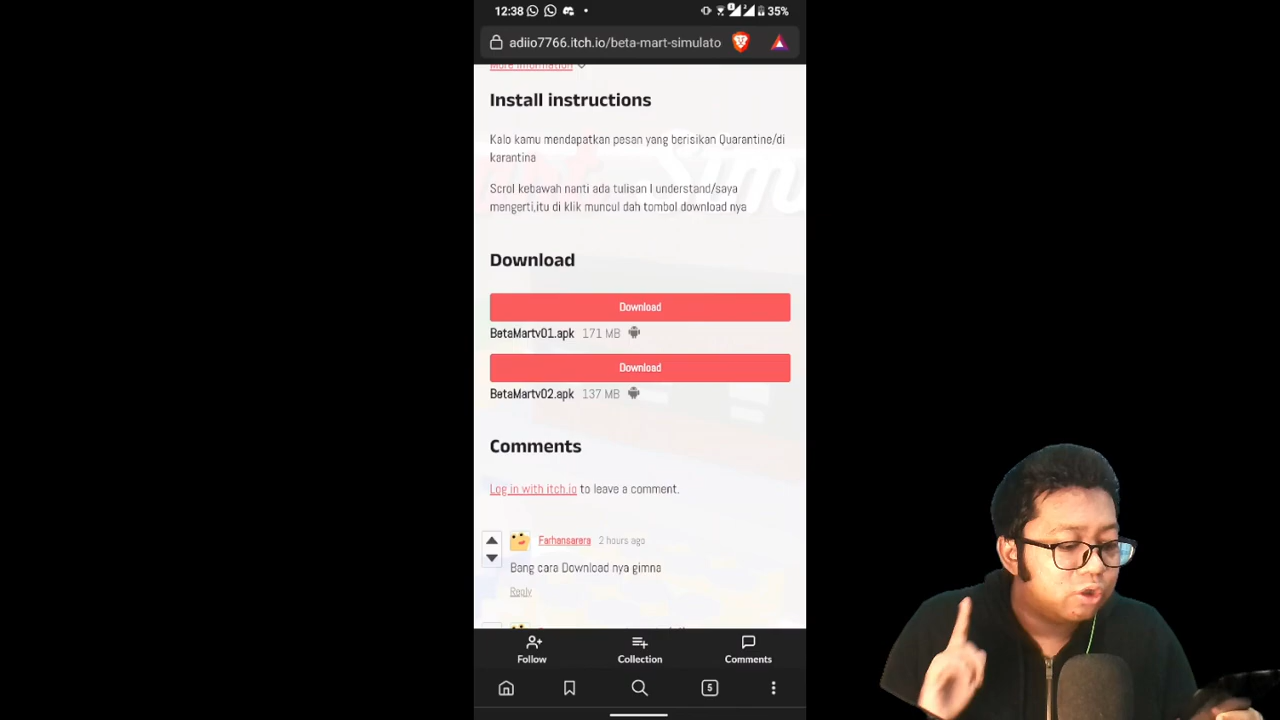 12:38
35%
adiio7766.itch.io/beta-mart-simulato
More information
Install instructions
Kalo kamu mendapatkan pesan yang berisikan Quarantine/di
karantina
Scrol kebawah nanti ada tulisan I understand/saya
mengerti,itu di klik muncul dah tombol download nya
Download
Download
BetaMartv01.apk 171 MB
Download
BetaMartv02.apk 137 MB
Comments
Log in with itch.io to leave a comment.
Farhansarera 2 hours ago
Bang cara Download nya gimna
Reply
Follow
Collection
Comments
5